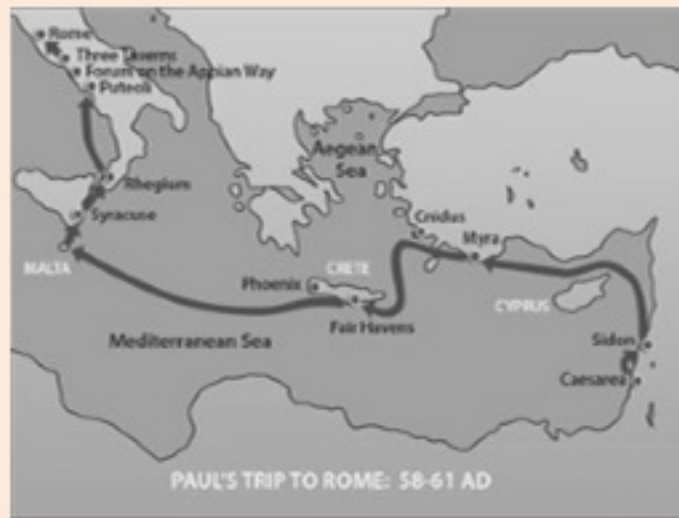 Rome
Three Taverns
Forum on the Appian Way
Puteoli
Aegean
Sea
Rhegium
Cnidus
Syracuse
Myra
MALTA
CRETE
Phoenix
CYPRUS
Fair Havens
Mediterranean Sea
Sidon
Caesarea
PAUL'S TRIP TO ROME: 58-61 AD